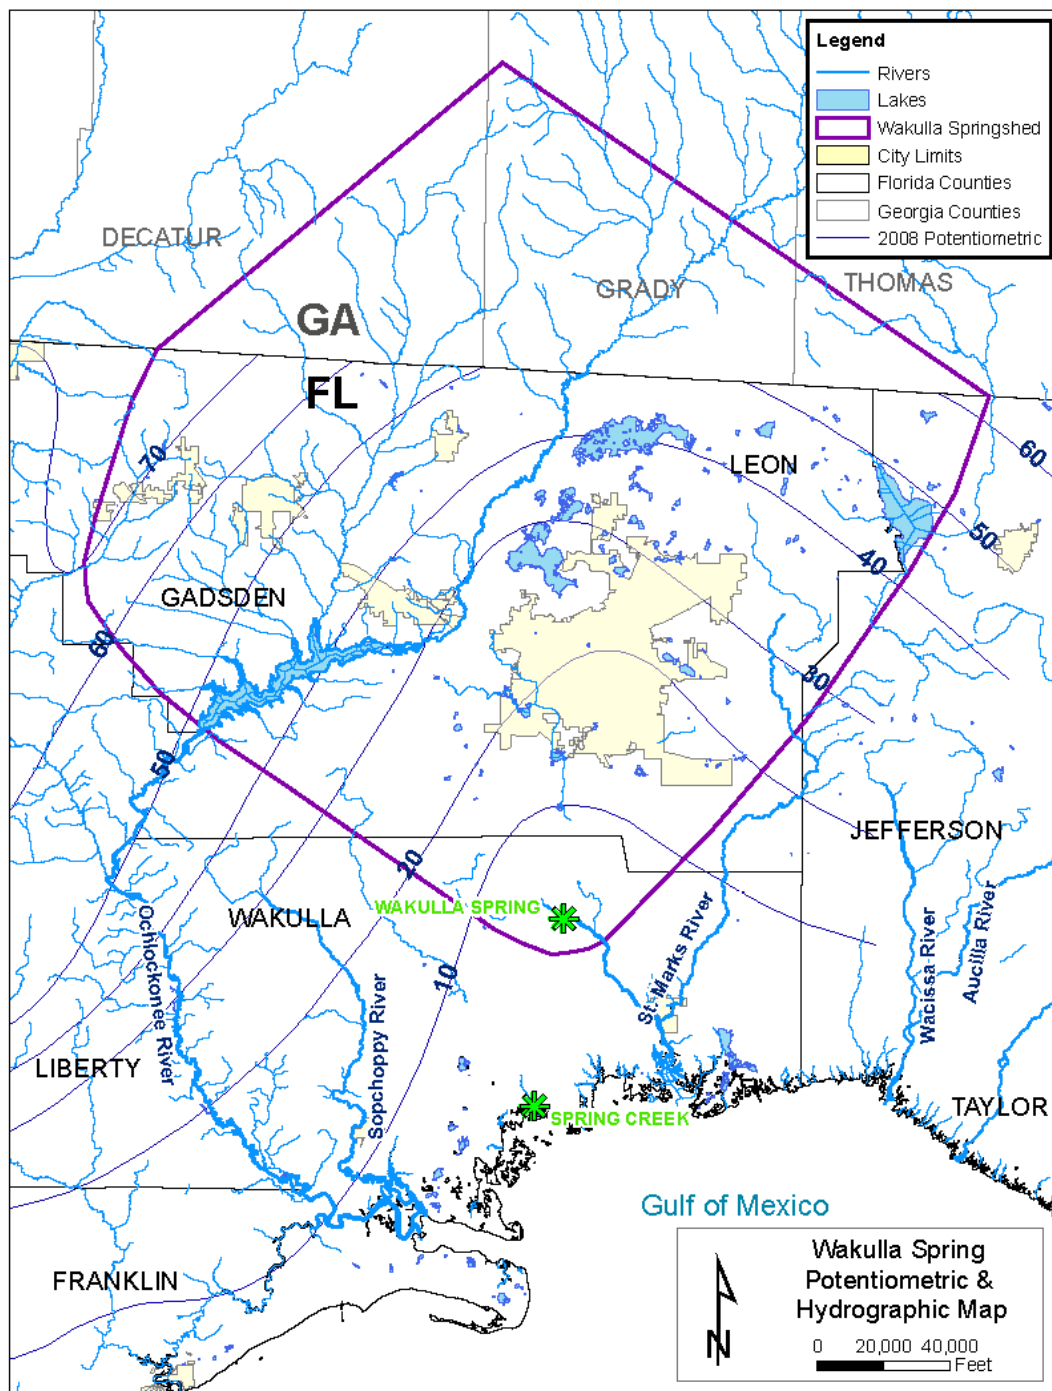 Legend
Rivers
Lakes
Wakulla Springshed
City Limits
Florida Counties
Georgia Counties
2008 Potentiometric
DECATUR
GRADY
THOMAS
GA
FL
70
LEON
60
50
40
GADSDEN
60
30
50
JEFFERSON
20
WAKULLA SPRING
WAKULLA
10
Ochlockonee River
Sopchoppy River
St. Marks River
Wacissa River
Aucilla River
LIBERTY
SPRING CREEK
TAYLOR
Gulf of Mexico
FRANKLIN
Wakulla Spring
Potentiometric &
Hydrographic Map
N
0 20,000 40,000
Feet